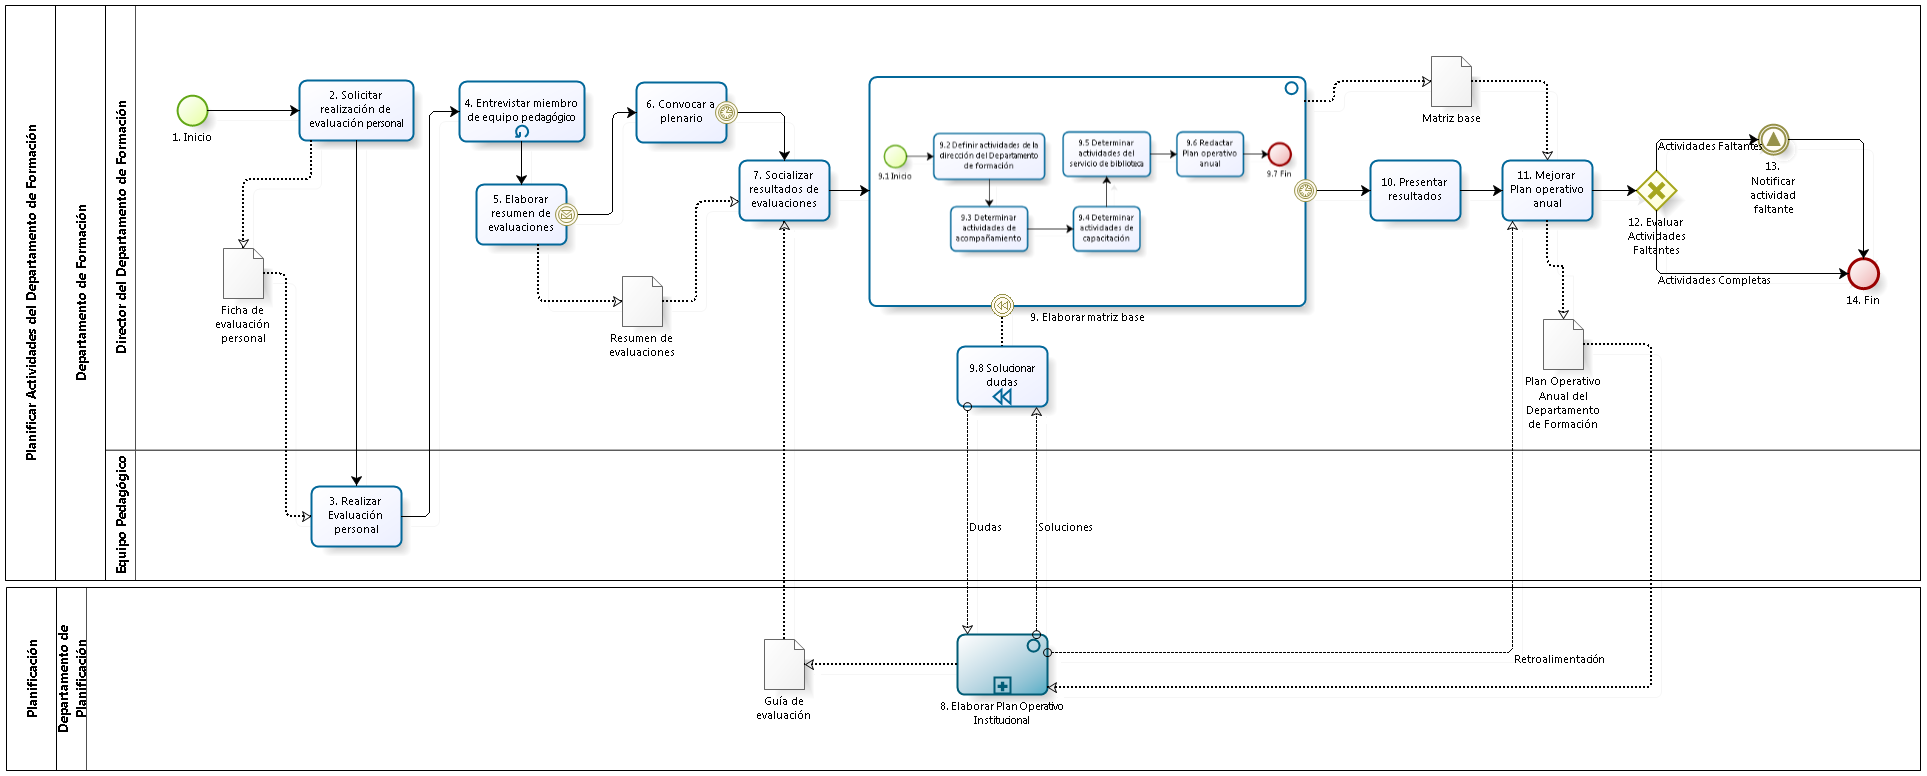 Planificar Actividades del Departamento de Formación
Departamento de Formación
Director del Departamento de Formación
Equipo Pedagógico
1. Inicio
2. Solicitar
realización de
evaluación personal
Ficha de
evaluación
personal
3. Realizar
Evaluación
personal
4. Entrevistar miembro
de equipo pedagógico
5. Elaborar
resumen de
evaluaciones
Resumen de
evaluaciones
6. Convocar a
plenario
7. Socializar
resultados de
evaluaciones
9.1 Inicio
9.2 Definir actividades de la
dirección del Departamento
de formación
9.3 Determinar
actividades de
acompañamiento
9.4 Determinar
actividades de
capacitación
9.5 Determinar
actividades del
servicio de biblioteca
9.6 Redactar
Plan operativo
anual
9.7 Fin
9. Elaborar matriz base
9.8 Solucionar
dudas
Dudas
Soluciones
Matriz base
10. Presentar
resultados
11. Mejorar
Plan operativo
anual
12. Evaluar
Actividades
Faltantes
Actividades Faltantes
Actividades Completas
13.
Notificar
actividad
faltante
14. Fin
Plan Operativo
Anual del
Departamento
de Formación
Planificación
Departamento de
Planificación
Guía de
evaluación
8. Elaborar Plan Operativo
Institucional
Retroalimentación